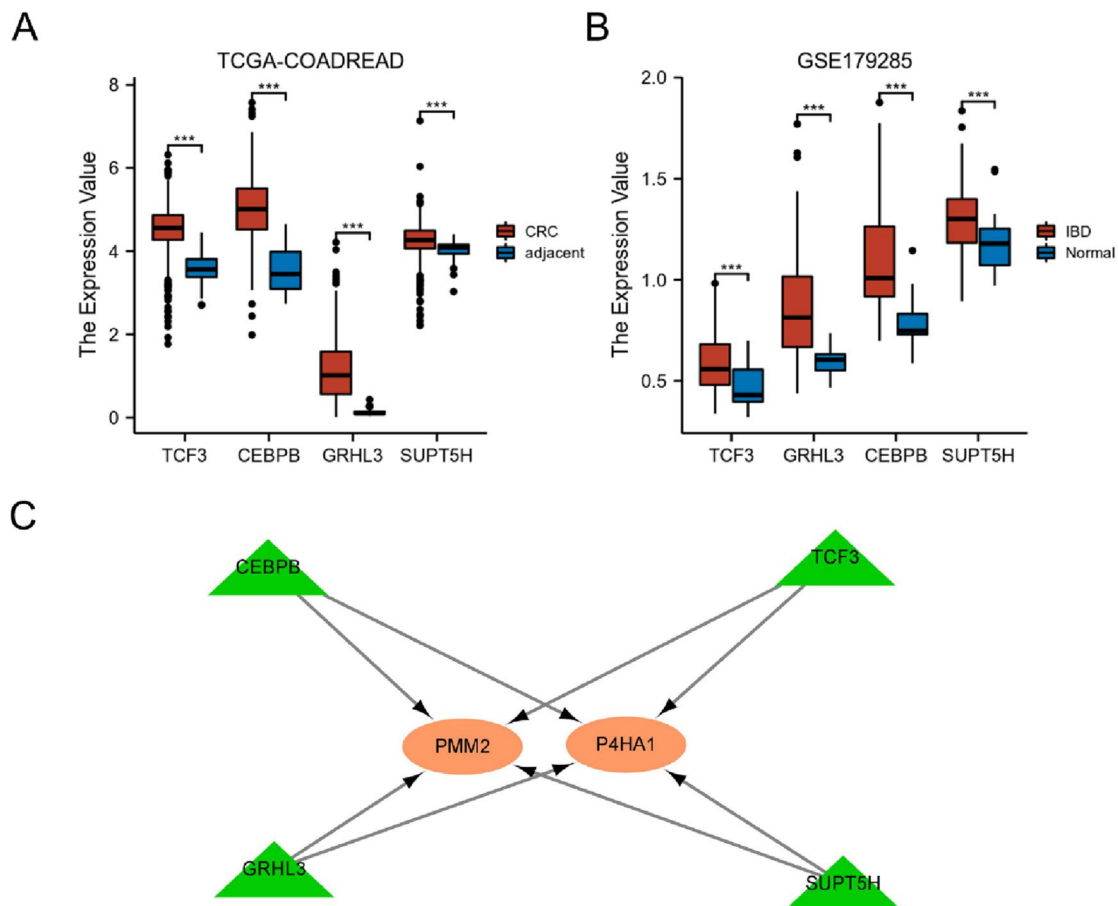 A
TCGA-COADREAD
The Expression Value
8
6
4
2
0
***
***
***
***
TCF3 CEBPB GRHL3 SUPT5H
CRC
adjacent
B
GSE179285
The Expression Value
2.0
1.5
1.0
0.5
***
***
***
***
TCF3 GRHL3 CEBPB SUPT5H
IBD
Normal
C
CEBPB
TCF3
PMM2
P4HA1
GRHL3
SUPT5H